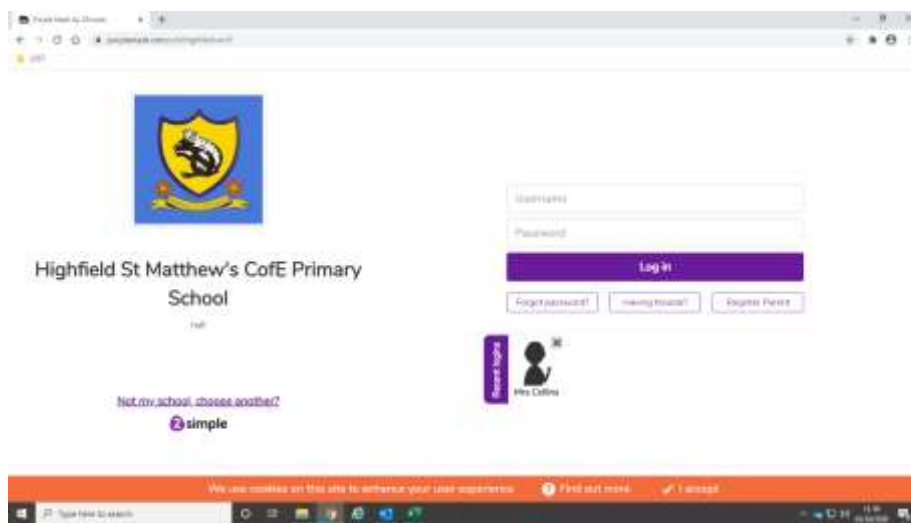 Username
Password
Log in
Forgot password?
Having trouble?
Register Parent
Highfield St Matthew's CofE Primary
School
Not my school, choose another?
2simple
Recent logins
Mrs Collins
We use cookies on this site to enhance your user experience
? Find out more
I accept
Type here to search